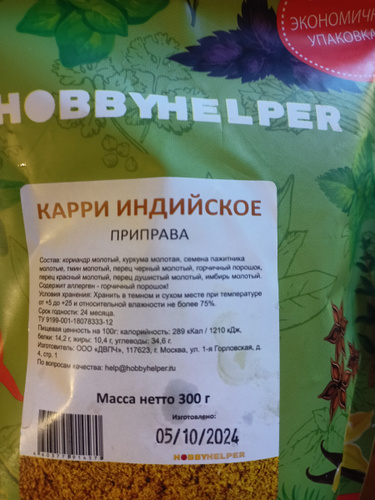 ЭКОНОМИЧН
УПАКОВКА
HOBBYHELPER
КАРРИ ИНДИЙСКОЕ
ПРИПРАВА
Состав: кориандр молотый, куркума молотая, семена пажитника
молотые, тмин молотый, перец черный молотый, горчичный порошок,
перец красный молотый, перец душистый молотый, имбирь молотый.
Содержит аллерген - горчичный порошок!
Условия хранения: Хранить в темном и сухом месте при температуре
от +5 до +25 и относительной влажности не более 75%.
Срок годности: 24 месяца.
ТУ 9199-001-18078333-12
Пищевая ценность на 100г: калорийность: 289 кКал / 1210 кДж,
белки: 14,2 г, жиры: 10,4 г, углеводы: 34,6 г.
Изготовитель: ООО «ДВПЧ», 117623, г. Москва, ул. 1-я Горловская, д.
4, стр. 1
По вопросам качества: help@hobbyhelper.ru
Масса нетто 300 г
Изготовлено:
05/10/2024
HOBBYHELPER